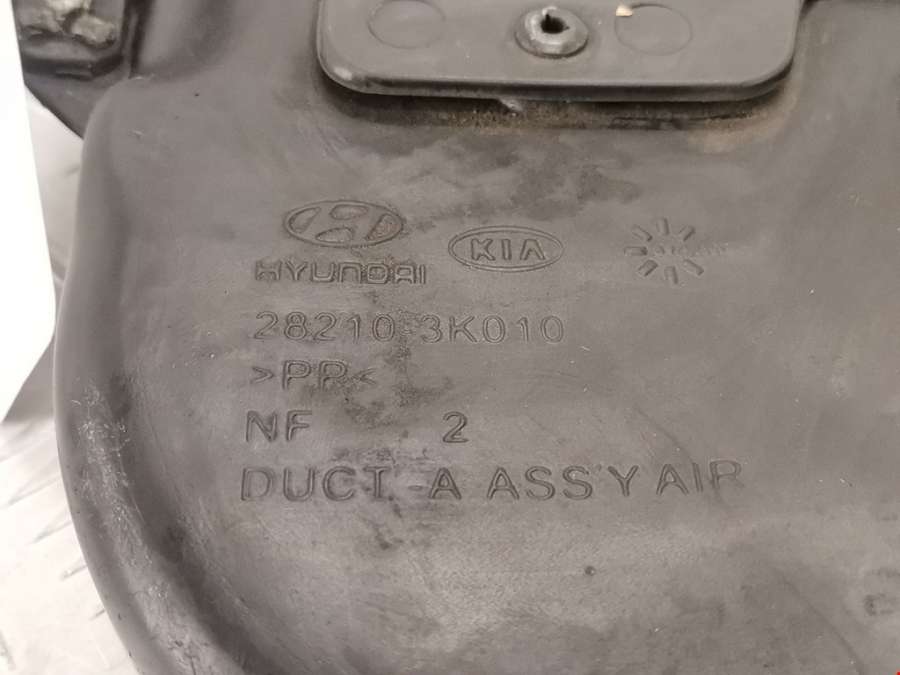 HYUNDAI
KIA
28210 3K010
>PP<
NF 2
DUCT-A ASS'Y AIR